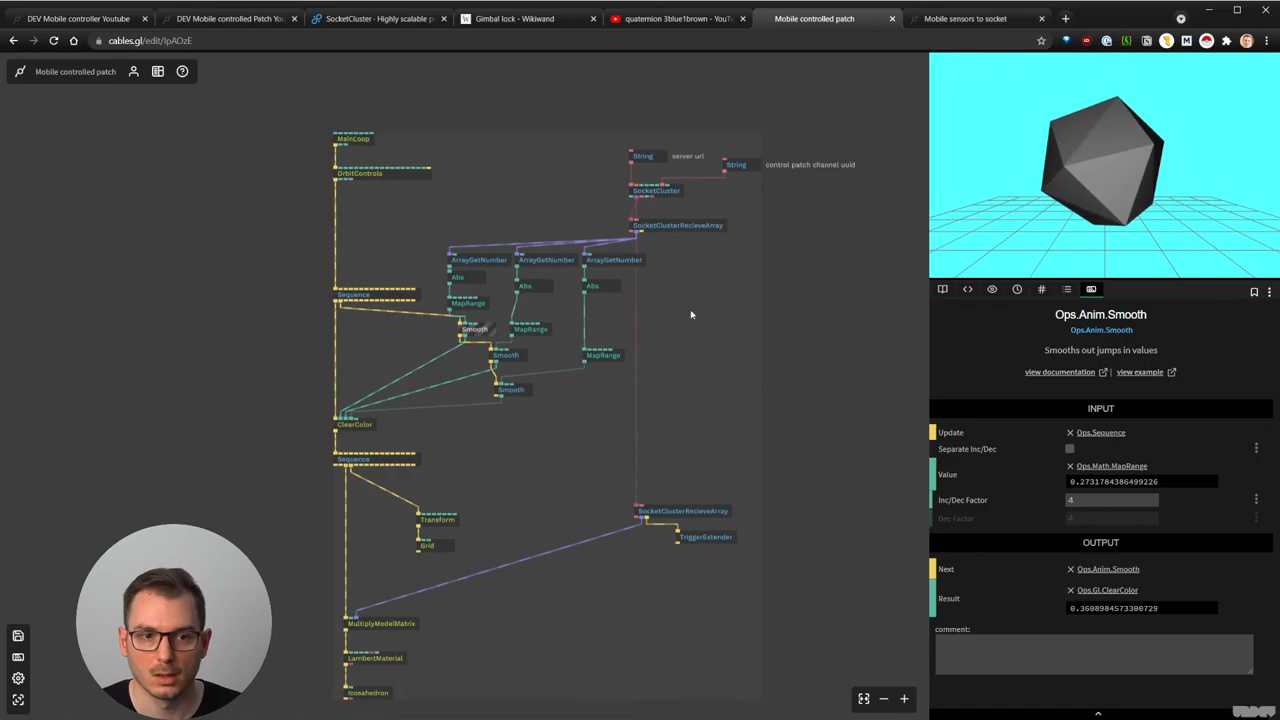 DEV Mobile controller Youtube
DEV Mobile controlled Patch You
SocketCluster · Highly scalable p
Gimbal lock - Wikiwand
quaternion 3blue1brown - YouTu
Mobile controlled patch
Mobile sensors to socket
cables.gl/edit/IpAOzE
Mobile controlled patch
MainLoop
OrbitControls
String
server url
String
control patch channel uuid
SocketCluster
SocketClusterRecieveArray
ArrayGetNumber
ArrayGetNumber
ArrayGetNumber
Abs
Abs
Abs
Sequence
MapRange
Smooth
MapRange
Smooth
MapRange
Smooth
ClearColor
Sequence
Transform
Grid
SocketClusterRecieveArray
TriggerExtender
MultiplyModelMatrix
LambertMaterial
Icosahedron
Ops.Anim.Smooth
Ops.Anim.Smooth
Smooths out jumps in values
view documentation
view example
INPUT
Update
Ops.Sequence
Separate Inc/Dec
Value
Ops.Math.MapRange
0.2731784386499226
Inc/Dec Factor
4
Dec Factor
4
OUTPUT
Next
Ops.Anim.Smooth
Result
Ops.Gl.ClearColor
0.3608984573300729
comment: